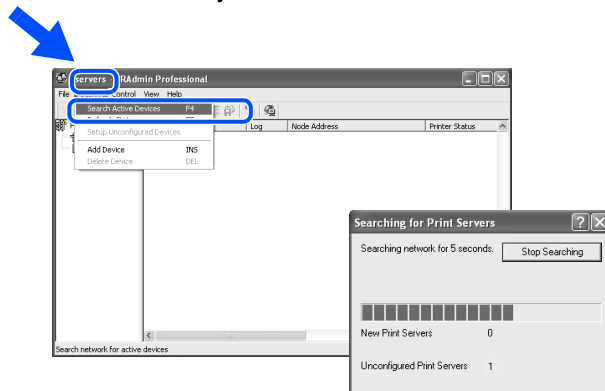 servers - BRAdmin Professional
File Control View Help
Search Active Devices F4
Setup Unconfigured Devices
Add Device INS
Delete Device DEL
Log Node Address Printer Status
Search network for active devices
Searching for Print Servers
Searching network for 5 seconds. Stop Searching
New Print Servers 0
Unconfigured Print Servers 1